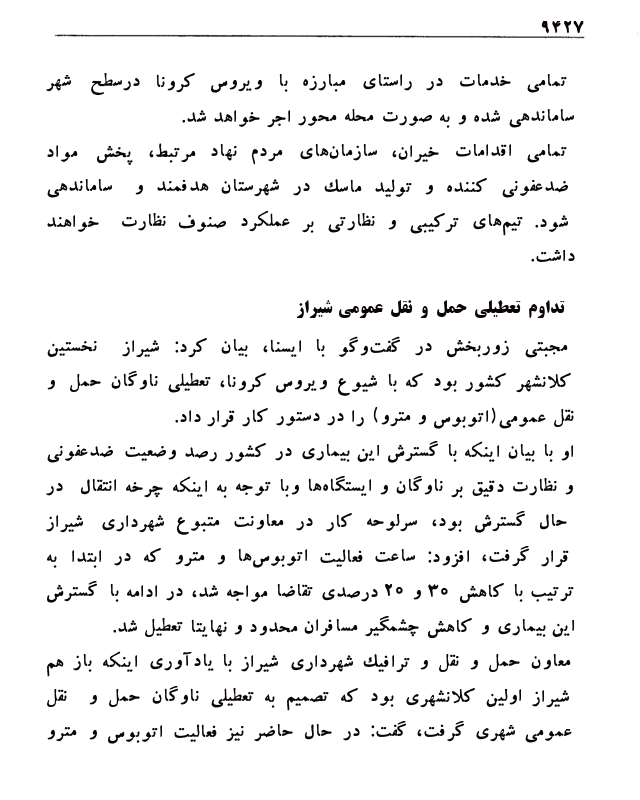 ۹۴۲۷
تمامی خدمات در راستای مبارزه با ویروس کرونا درسطح شهر
ساماندهی شده و به صورت محله محور اجر خواهد شد.
تمامی اقدامات خیران، سازمان‌های مردم نهاد مرتبط، پخش مواد
ضدعفونی کننده و تولید ماسك در شهرستان هدفمند و ساماندهی
شود. تیم‌های ترکیبی و نظارتی بر عملکرد صنوف نظارت خواهند
داشت.
تداوم تعطیلی حمل و نقل عمومی شیراز
مجبتی زوربخش در گفت‌وگو با ایسنا، بیان کرد: شیراز نخستین
کلانشهر کشور بود که با شیوع ویروس کرونا، تعطیلی ناوگان حمل و
نقل عمومی(اتوبوس و مترو) را در دستور کار قرار داد.
او با بیان اینکه با گسترش این بیماری در کشور رصد وضعیت ضدعفونی
و نظارت دقیق بر ناوگان و ایستگاه‌ها وبا توجه به اینکه چرخه انتقال در
حال گسترش بود، سرلوحه کار در معاونت متبوع شهرداری شیراز
قرار گرفت، افزود: ساعت فعالیت اتوبوس‌ها و مترو که در ابتدا به
ترتیب با کاهش ۳۰ و ۲۰ درصدی تقاضا مواجه شد، در ادامه با گسترش
این بیماری و کاهش چشمگیر مسافران محدود و نهایتا تعطیل شد.
معاون حمل و نقل و ترافیك شهرداری شیراز با یادآوری اینکه باز هم
شیراز اولین کلانشهری بود که تصمیم به تعطیلی ناوگان حمل و نقل
عمومی شهری گرفت، گفت: در حال حاضر نیز فعالیت اتوبوس و مترو